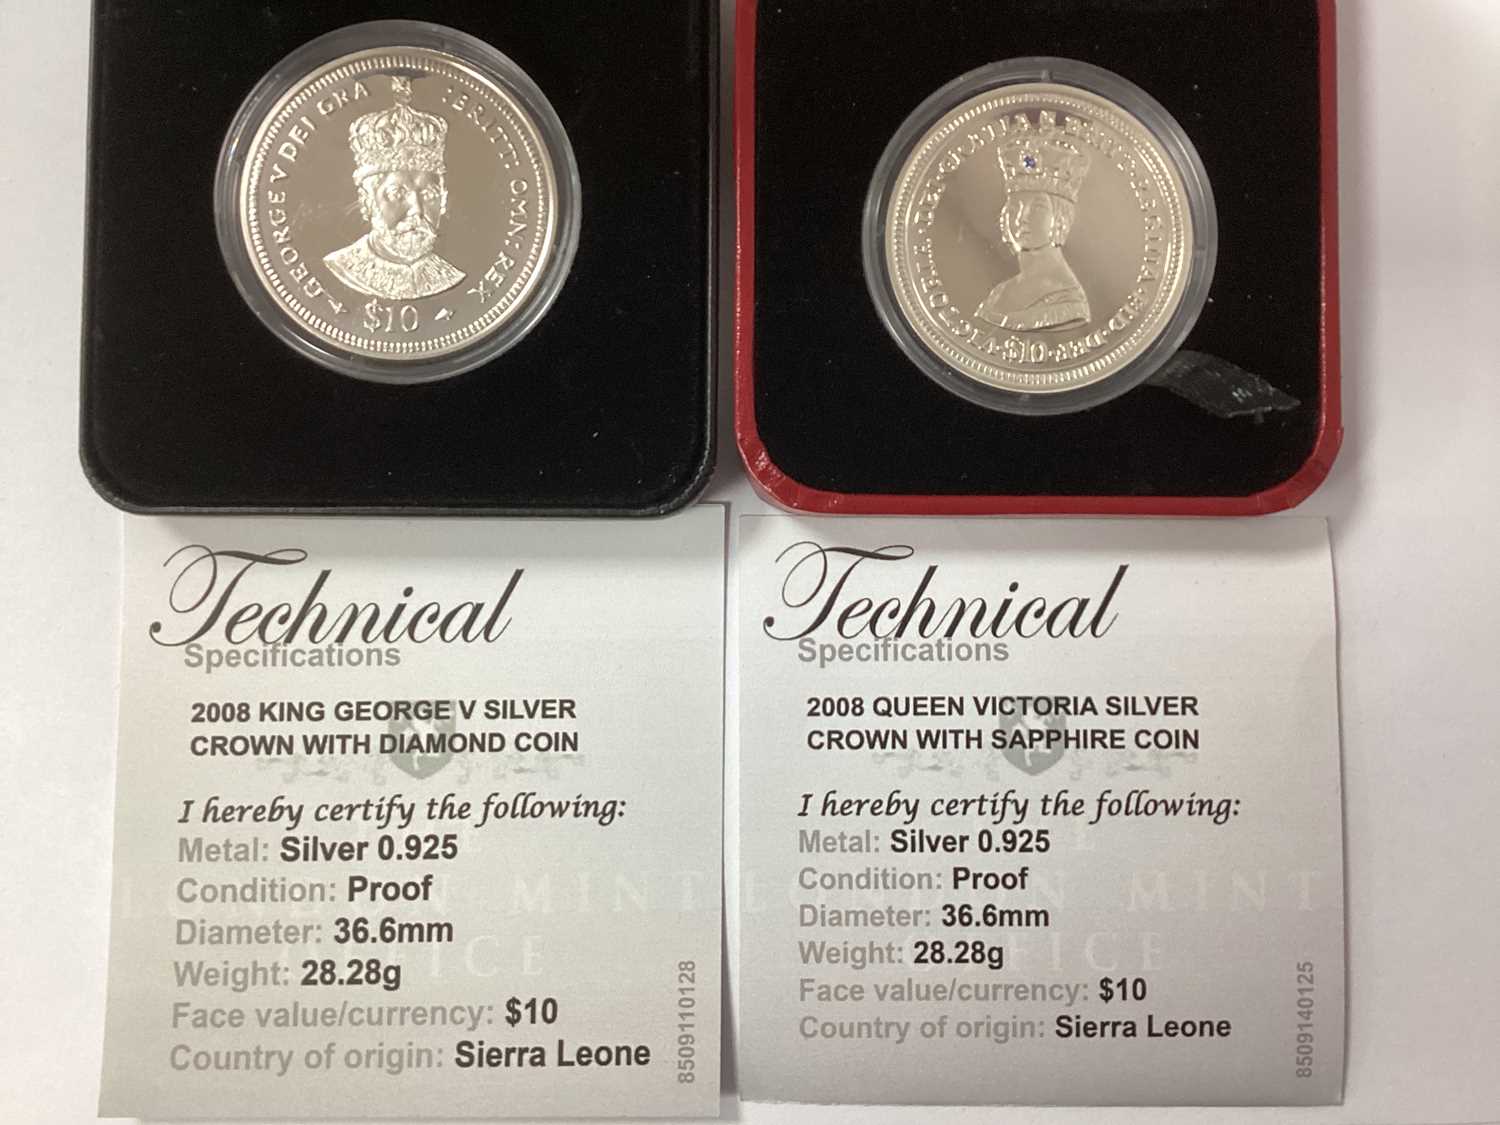 GEORGE V DEI GRA :BRITT: OMN: REX
$10
VICTORIA · DEI · GRATIA
REGINA
$10
Technical
Specifications
2008 KING GEORGE V SILVER
CROWN WITH DIAMOND COIN
I hereby certify the following:
Metal: Silver 0.925
Condition: Proof
Diameter: 36.6mm
Weight: 28.28g
Face value/currency: $10
Country of origin: Sierra Leone
8509110128
Technical
Specifications
2008 QUEEN VICTORIA SILVER
CROWN WITH SAPPHIRE COIN
I hereby certify the following:
Metal: Silver 0.925
Condition: Proof
Diameter: 36.6mm
Weight: 28.28g
Face value/currency: $10
Country of origin: Sierra Leone
8509140125